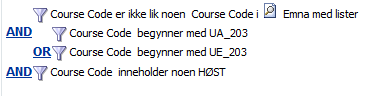 Course Code er ikke lik noen Course Code i Emna med lister
AND Course Code begynner med UA_203
OR Course Code begynner med UE_203
AND Course Code inneholder noen HØST